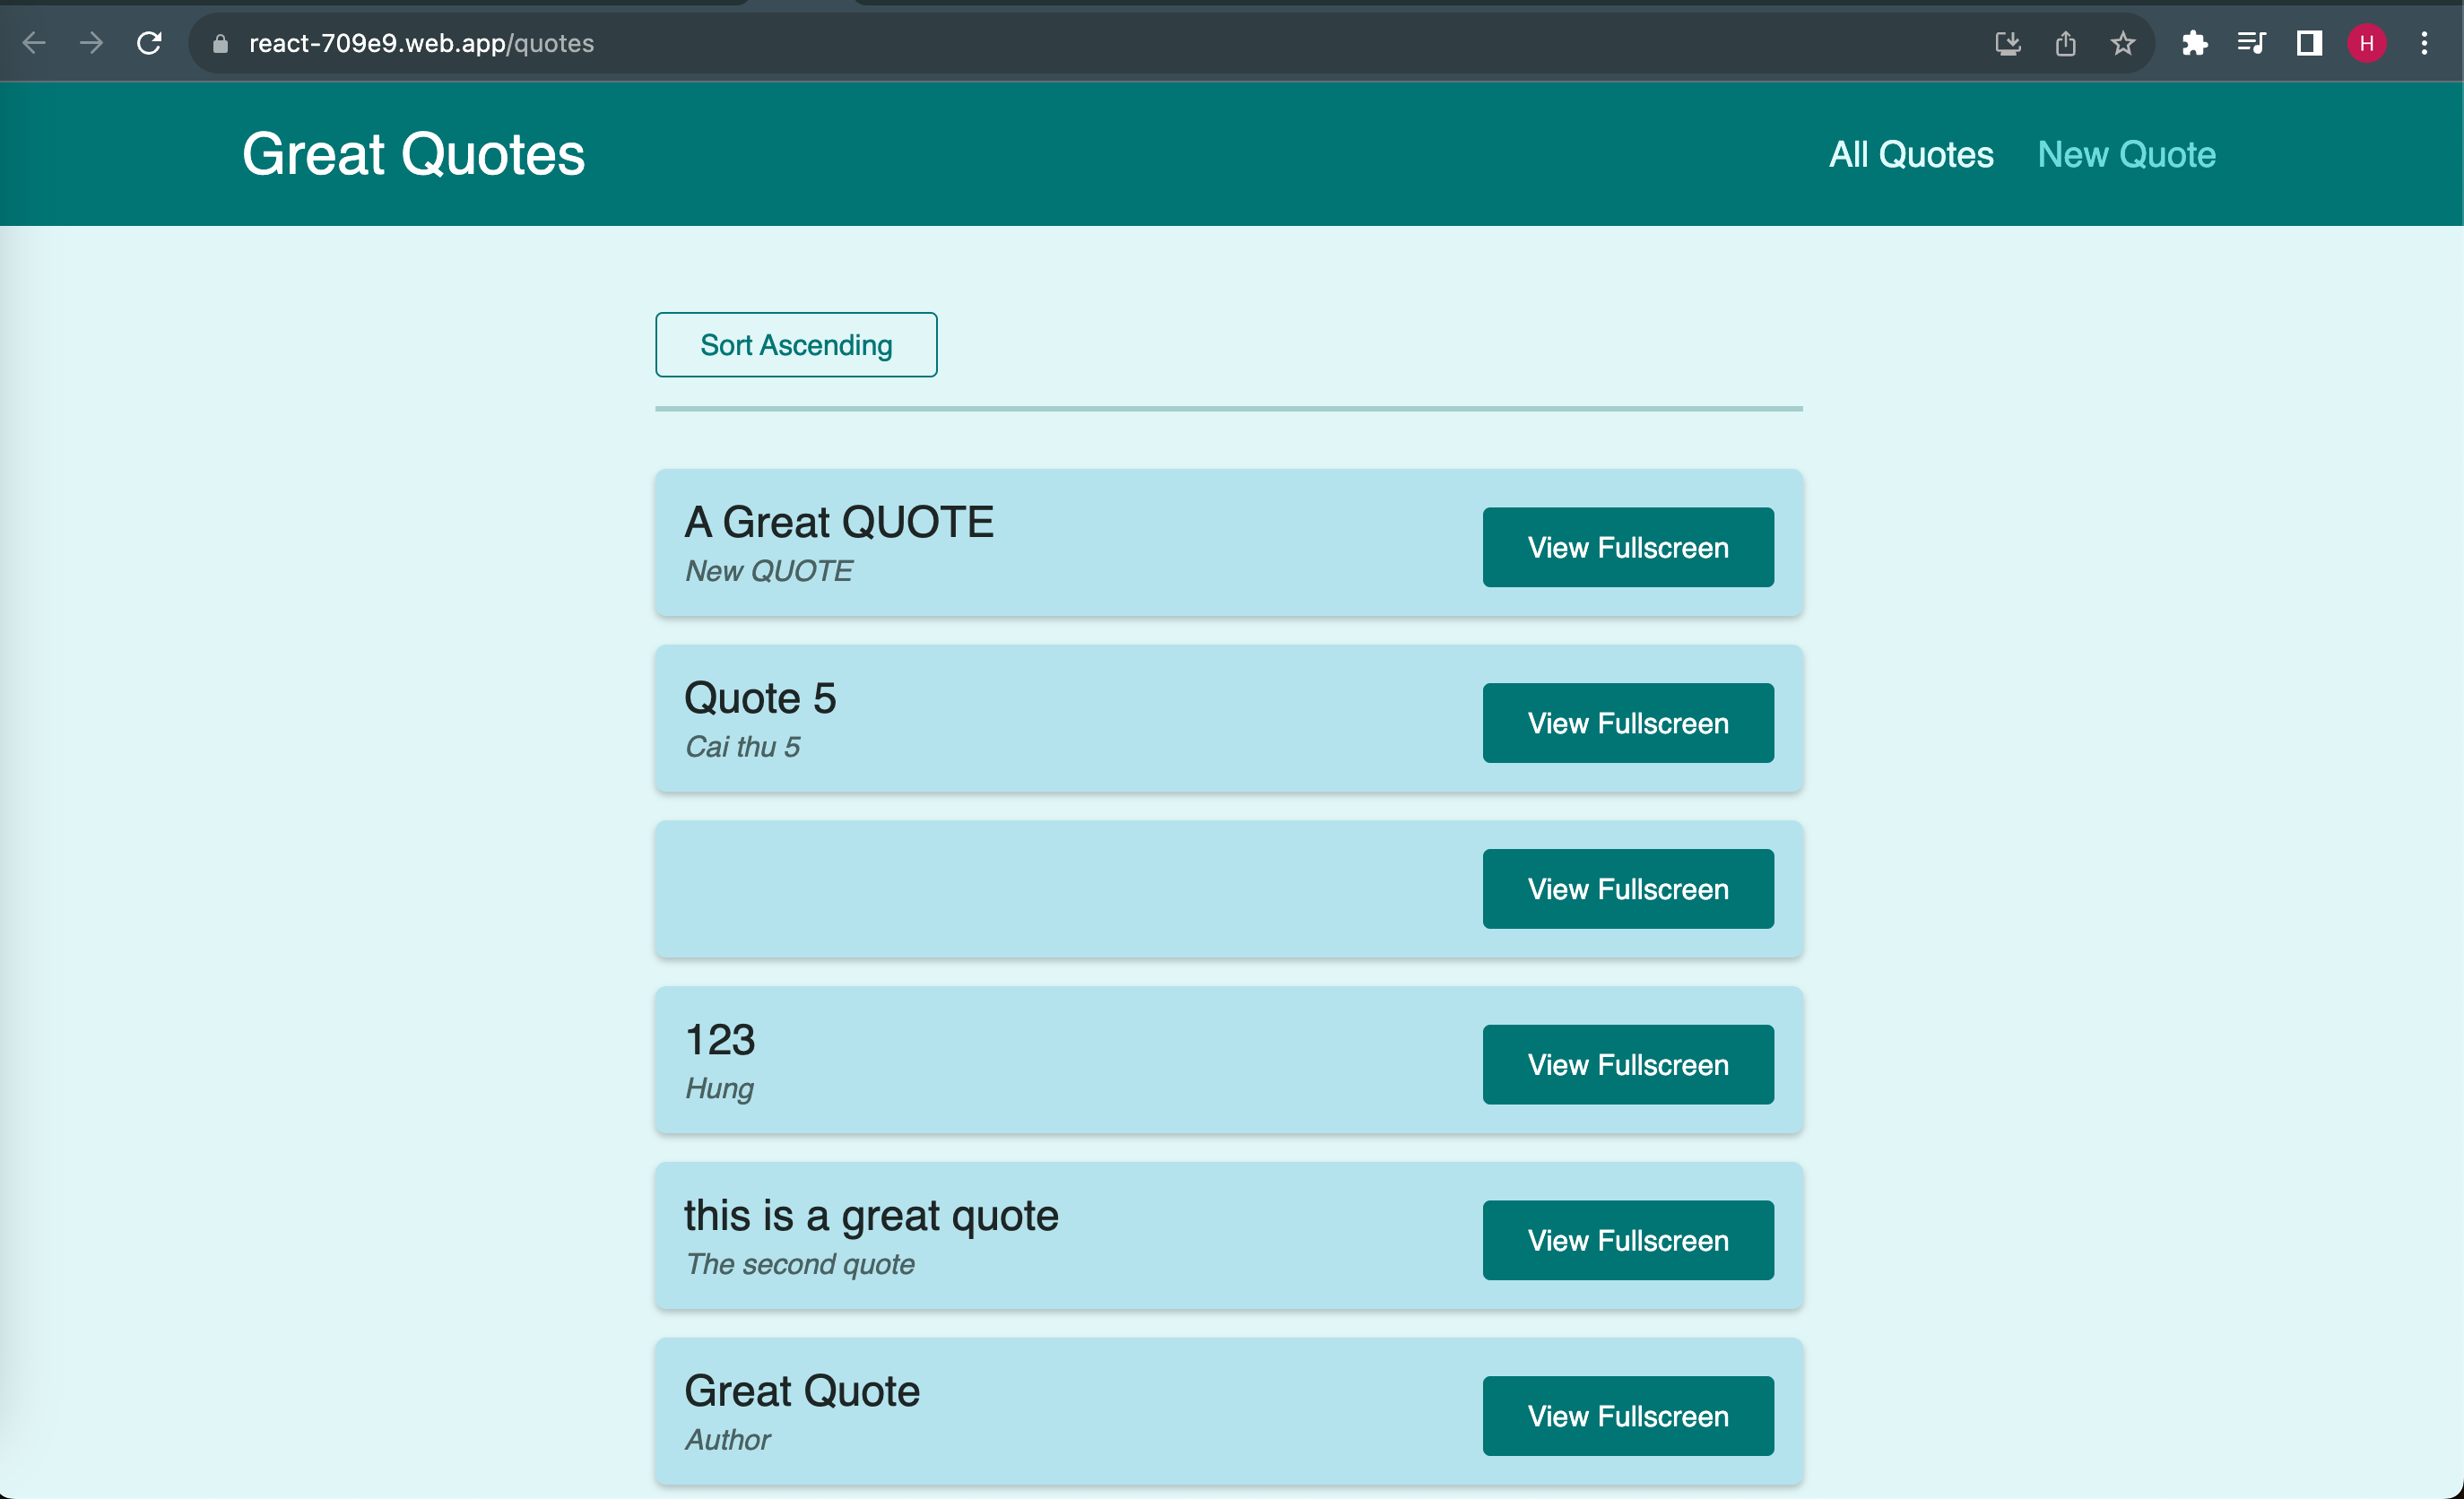 react-709e9.web.app/quotes
H
Great Quotes
All Quotes New Quote
Sort Ascending
A Great QUOTE
New QUOTE
View Fullscreen
Quote 5
Cai thu 5
View Fullscreen
View Fullscreen
123
Hung
View Fullscreen
this is a great quote
The second quote
View Fullscreen
Great Quote
Author
View Fullscreen